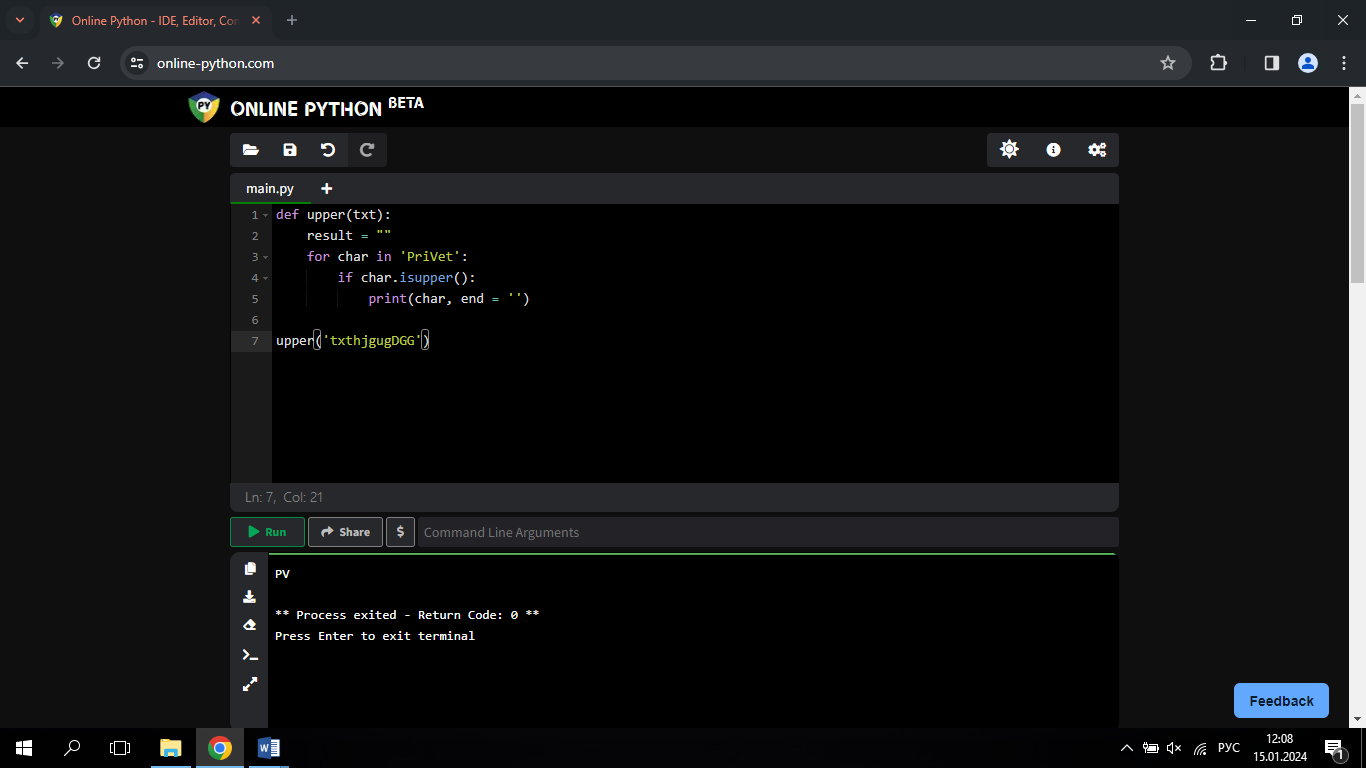 Online Python - IDE, Editor, Con
online-python.com
PY ONLINE PYTHON BETA
main.py
1 def upper(txt):
2     result = ""
3     for char in 'PriVet':
4         if char.isupper():
5             print(char, end = '')
6
7 upper('txthjgugDGG')
Ln: 7, Col: 21
Run Share $ Command Line Arguments
PV
** Process exited - Return Code: 0 **
Press Enter to exit terminal
Feedback
РУС 12:08
15.01.2024 1